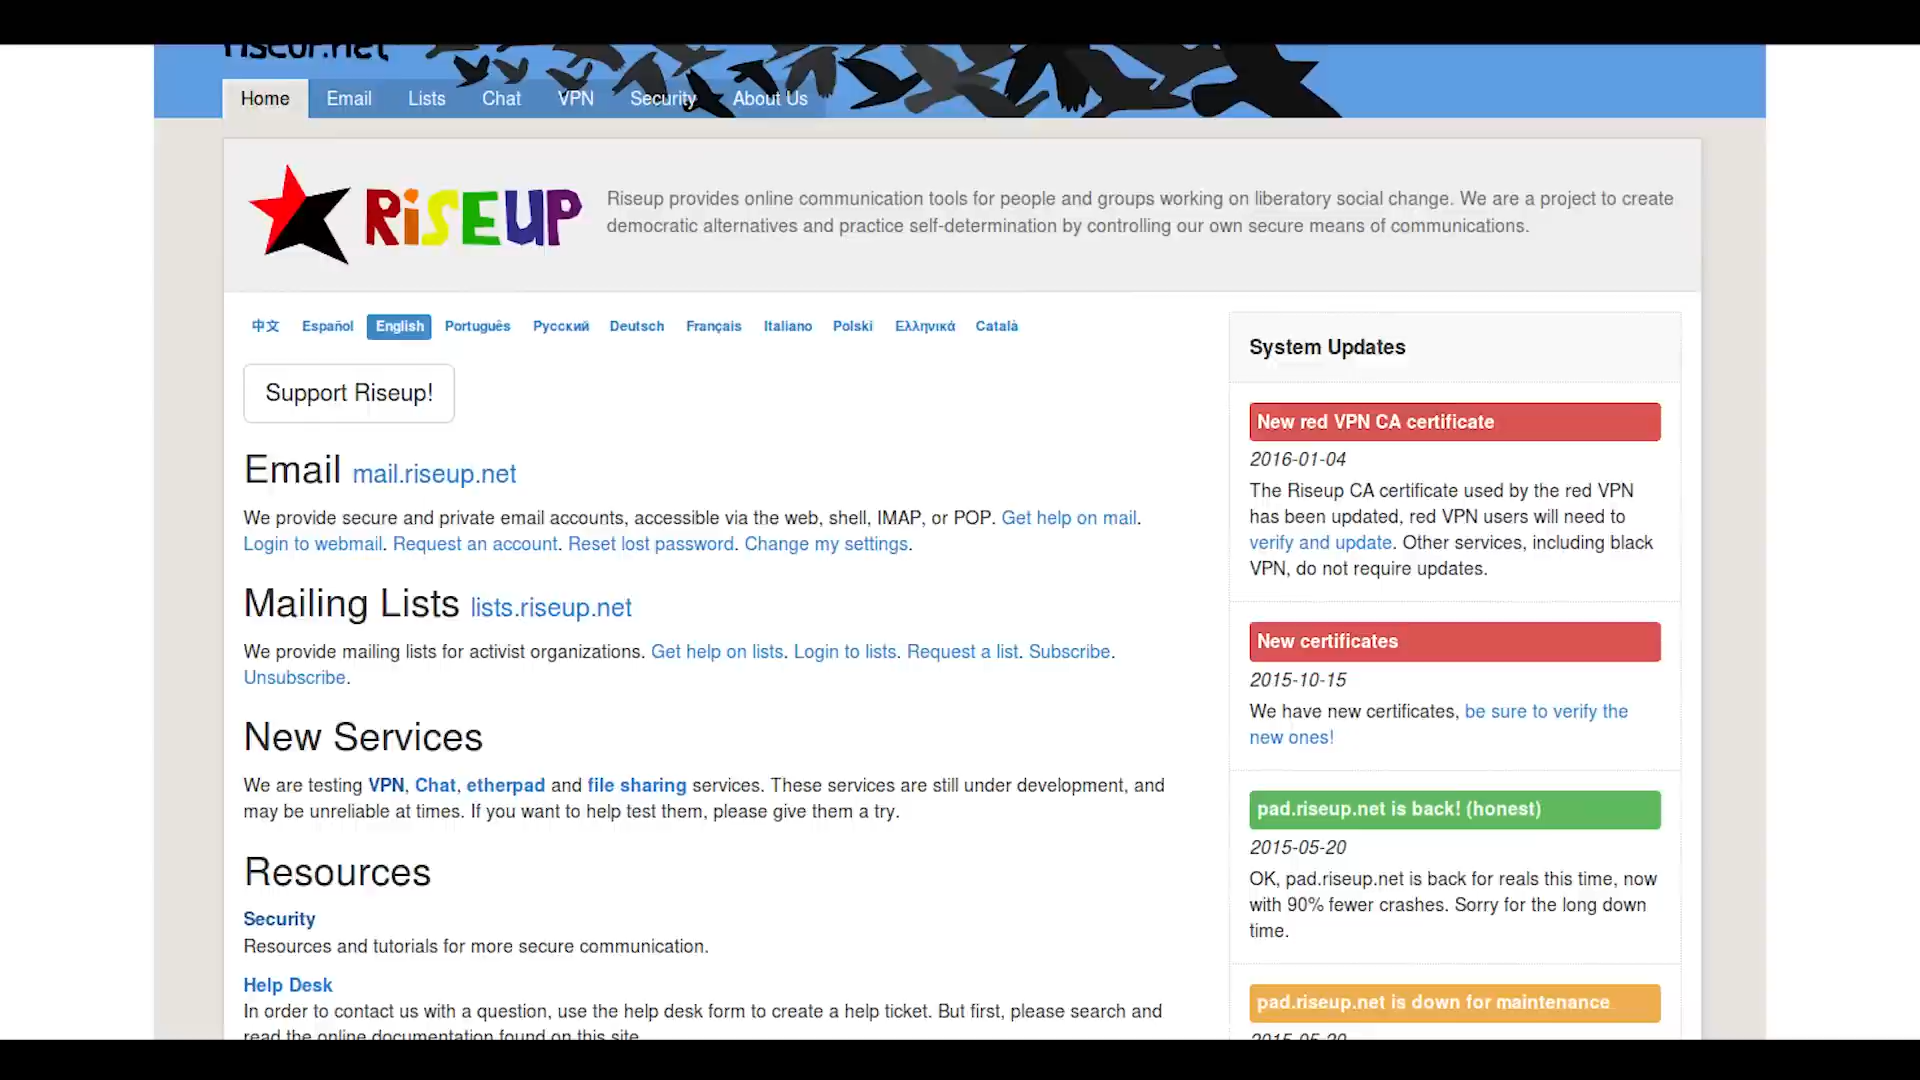 riseup.net
Home Email Lists Chat VPN Security About Us
RiSEUP
Riseup provides online communication tools for people and groups working on liberatory social change. We are a project to create
democratic alternatives and practice self-determination by controlling our own secure means of communications.
中文 Español English Português Русский Deutsch Français Italiano Polski Ελληνικά Català
Support Riseup!
Email mail.riseup.net
We provide secure and private email accounts, accessible via the web, shell, IMAP, or POP. Get help on mail.
Login to webmail. Request an account. Reset lost password. Change my settings.
Mailing Lists lists.riseup.net
We provide mailing lists for activist organizations. Get help on lists. Login to lists. Request a list. Subscribe.
Unsubscribe.
New Services
We are testing VPN, Chat, etherpad and file sharing services. These services are still under development, and
may be unreliable at times. If you want to help test them, please give them a try.
Resources
Security
Resources and tutorials for more secure communication.
Help Desk
In order to contact us with a question, use the help desk form to create a help ticket. But first, please search and
read the online documentation found on this site.
System Updates
New red VPN CA certificate
2016-01-04
The Riseup CA certificate used by the red VPN
has been updated, red VPN users will need to
verify and update. Other services, including black
VPN, do not require updates.
New certificates
2015-10-15
We have new certificates, be sure to verify the
new ones!
pad.riseup.net is back! (honest)
2015-05-20
OK, pad.riseup.net is back for reals this time, now
with 90% fewer crashes. Sorry for the long down
time.
pad.riseup.net is down for maintenance
2015-05-20